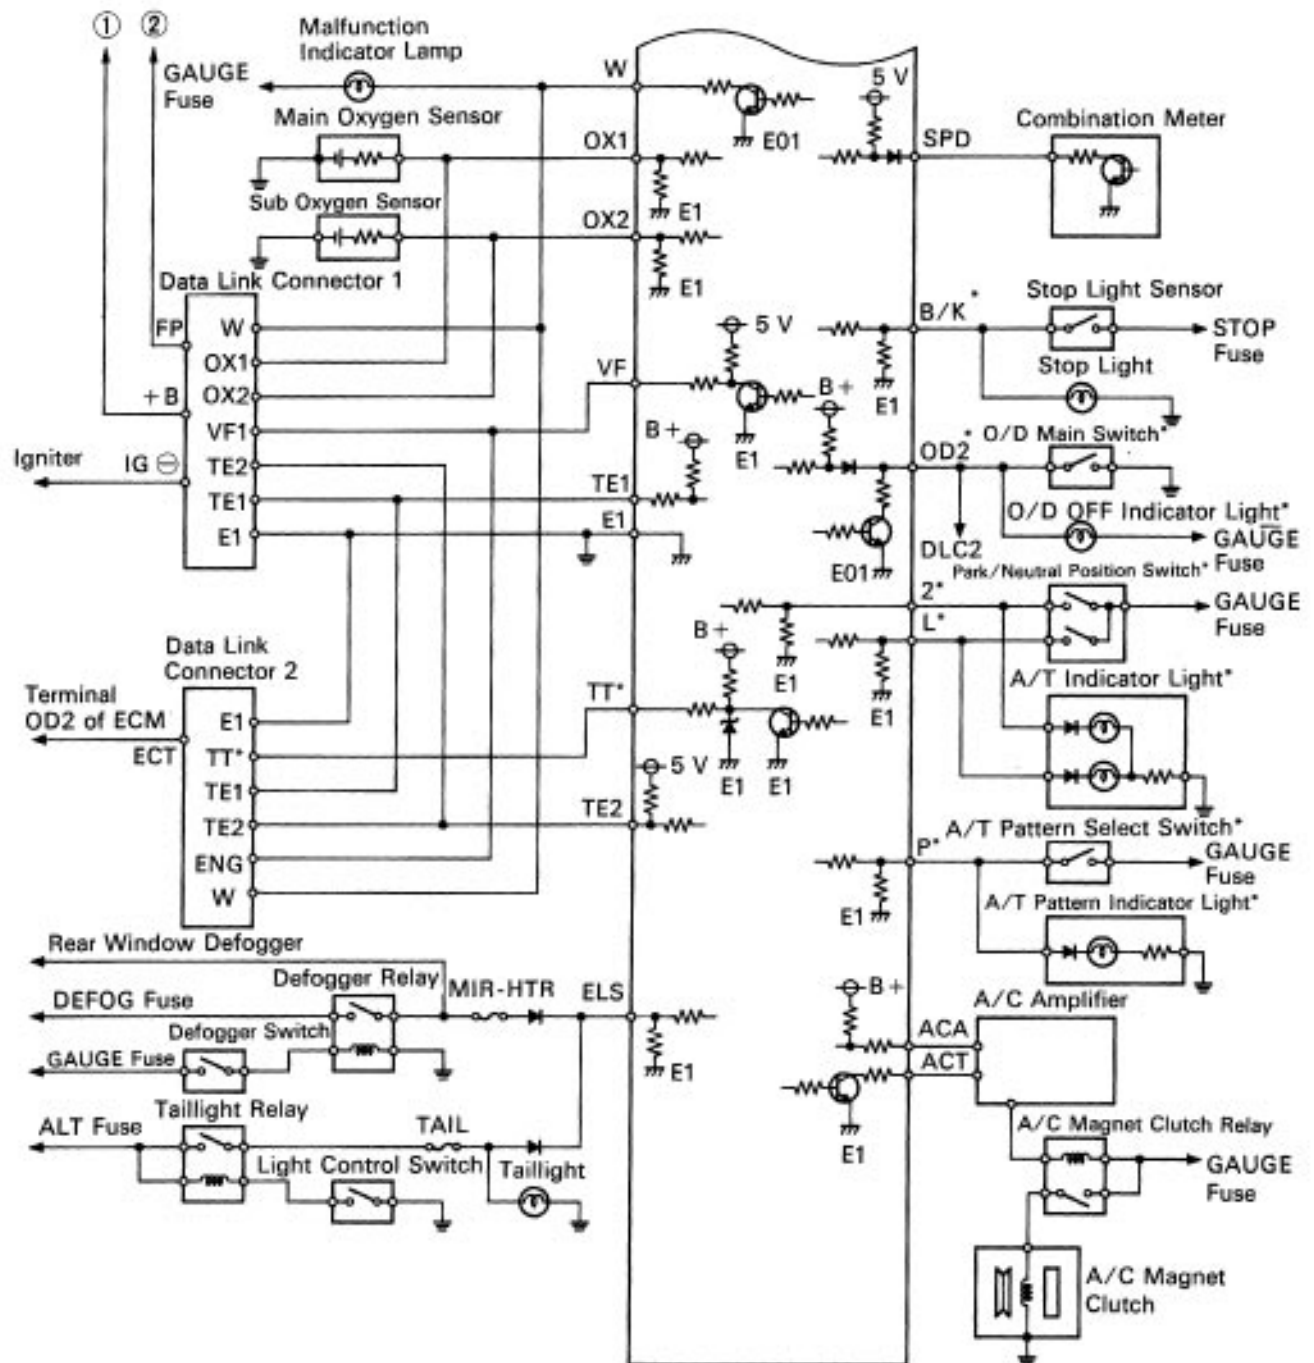 ① ②
Malfunction
Indicator Lamp
GAUGE
Fuse
W
5 V
Main Oxygen Sensor
OX1
E01
SPD
Combination Meter
E1
Sub Oxygen Sensor
OX2
E1
Data Link Connector 1
FP
W
OX1
OX2
VF1
TE2
TE1
E1
+ B
Igniter
IG ⊖
VF
5 V
E1
B +
TE1
E1
B/K*
E1
Stop Light Sensor
STOP
Fuse
Stop Light
B +
OD2*
O/D Main Switch*
E01
DLC2
O/D OFF Indicator Light*
GAUGE
Fuse
Park/Neutral Position Switch*
2*
GAUGE
Fuse
E1
L*
E1
A/T Indicator Light*
Data Link
Connector 2
Terminal
OD2 of ECM
ECT
E1
TT*
TE1
TE2
ENG
W
TT*
B +
E1
E1
TE2
5 V
A/T Pattern Select Switch*
P*
GAUGE
Fuse
E1
A/T Pattern Indicator Light*
Rear Window Defogger
Defogger Relay
DEFOG Fuse
MIR-HTR
ELS
E1
Defogger Switch
GAUGE Fuse
Taillight Relay
ALT Fuse
TAIL
Light Control Switch
Taillight
B +
A/C Amplifier
ACA
ACT
E1
A/C Magnet Clutch Relay
GAUGE
Fuse
A/C Magnet
Clutch